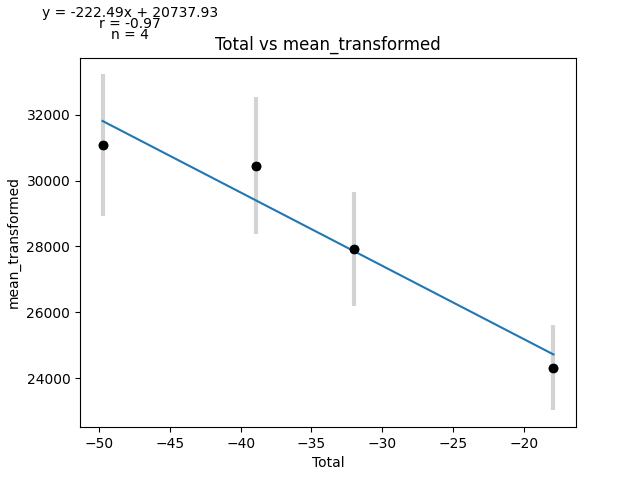 y = -222.49x + 20737.93
r = -0.97
n = 4
Total vs mean_transformed
mean_transformed
32000
30000
28000
26000
24000
−50
−45
−40
−35
−30
−25
−20
Total